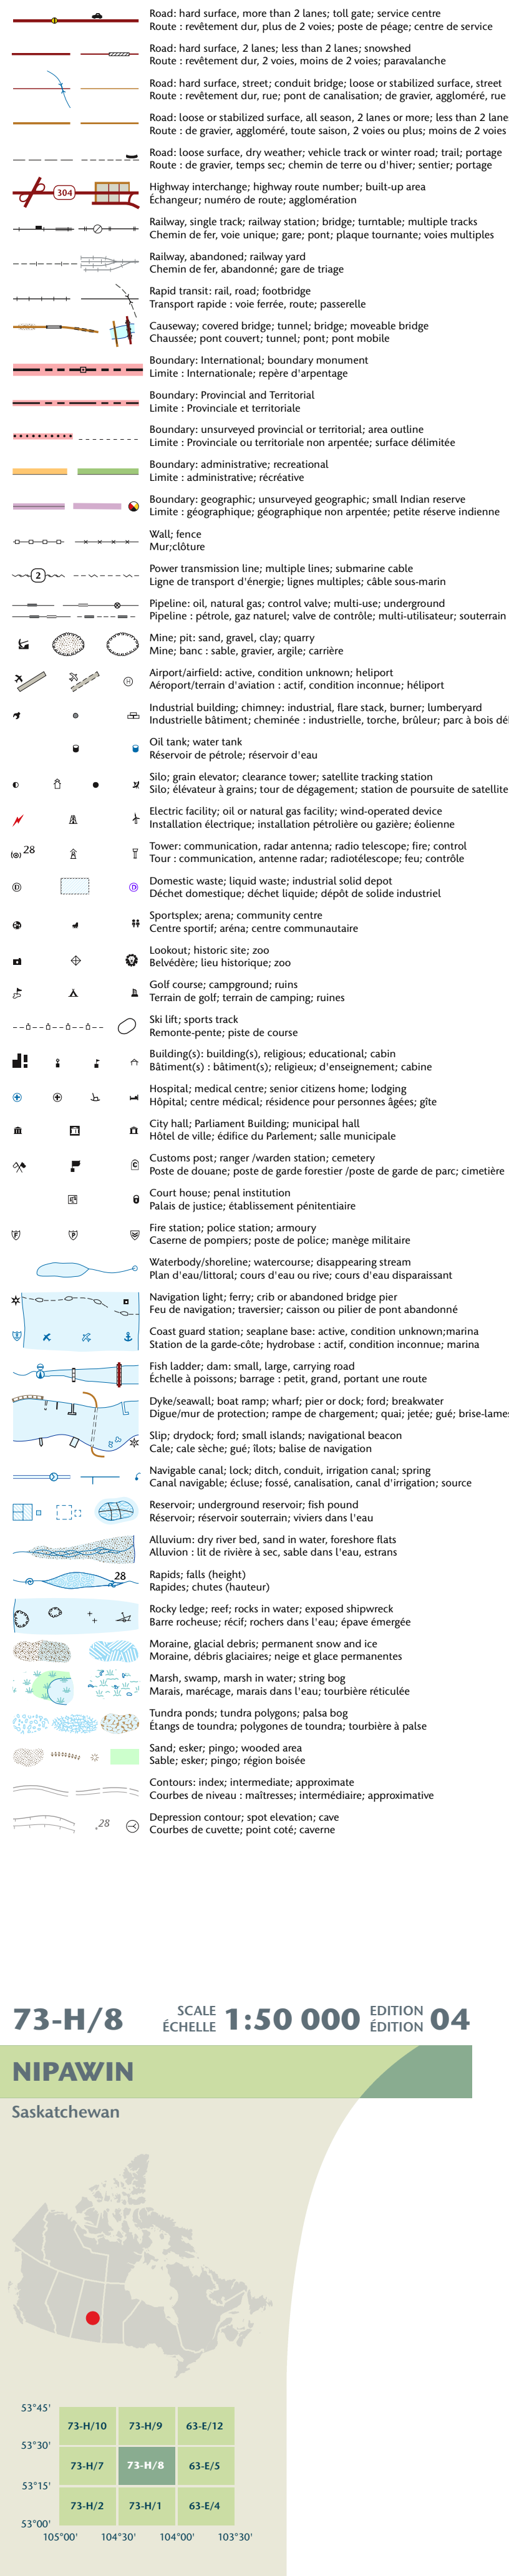 Road: hard surface, more than 2 lanes; toll gate; service centre
Route : revêtement dur, plus de 2 voies; poste de péage; centre de service
Road: hard surface, 2 lanes; less than 2 lanes; snowshed
Route : revêtement dur, 2 voies, moins de 2 voies; paravalanche
Road: hard surface, street; conduit bridge; loose or stabilized surface, street
Route : revêtement dur, rue; pont de canalisation; de gravier, aggloméré, rue
Road: loose or stabilized surface, all season, 2 lanes or more; less than 2 lane
Route : de gravier, aggloméré, toute saison, 2 voies ou plus; moins de 2 voies
Road: loose surface, dry weather; vehicle track or winter road; trail; portage
Route : de gravier, temps sec; chemin de terre ou d'hiver; sentier; portage
304
Highway interchange; highway route number; built-up area
Échangeur; numéro de route; agglomération
Railway, single track; railway station; bridge; turntable; multiple tracks
Chemin de fer, voie unique; gare; pont; plaque tournante; voies multiples
Railway, abandoned; railway yard
Chemin de fer, abandonné; gare de triage
Rapid transit: rail, road; footbridge
Transport rapide : voie ferrée, route; passerelle
Causeway; covered bridge; tunnel; bridge; moveable bridge
Chaussée; pont couvert; tunnel; pont; pont mobile
Boundary: International; boundary monument
Limite : Internationale; repère d'arpentage
Boundary: Provincial and Territorial
Limite : Provinciale et territoriale
Boundary: unsurveyed provincial or territorial; area outline
Limite : Provinciale ou territoriale non arpentée; surface délimitée
Boundary: administrative; recreational
Limite : administrative; récréative
Boundary: geographic; unsurveyed geographic; small Indian reserve
Limite : géographique; géographique non arpentée; petite réserve indienne
Wall; fence
Mur;clôture
2
Power transmission line; multiple lines; submarine cable
Ligne de transport d'énergie; lignes multiples; câble sous-marin
Pipeline: oil, natural gas; control valve; multi-use; underground
Pipeline : pétrole, gaz naturel; valve de contrôle; multi-utilisateur; souterrain
Mine; pit: sand, gravel, clay; quarry
Mine; banc : sable, gravier, argile; carrière
H
Airport/airfield: active, condition unknown; heliport
Aéroport/terrain d'aviation : actif, condition inconnue; héliport
Industrial building; chimney: industrial, flare stack, burner; lumberyard
Industrielle bâtiment; cheminée : industrielle, torche, brûleur; parc à bois dé
Oil tank; water tank
Réservoir de pétrole; réservoir d'eau
Silo; grain elevator; clearance tower; satellite tracking station
Silo; élévateur à grains; tour de dégagement; station de poursuite de satellite
Electric facility; oil or natural gas facility; wind-operated device
Installation électrique; installation pétrolière ou gazière; éolienne
28
Tower: communication, radar antenna; radio telescope; fire; control
Tour : communication, antenne radar; radiotélescope; feu; contrôle
D D
Domestic waste; liquid waste; industrial solid depot
Déchet domestique; déchet liquide; dépôt de solide industriel
Sportsplex; arena; community centre
Centre sportif; aréna; centre communautaire
Lookout; historic site; zoo
Belvédère; lieu historique; zoo
Golf course; campground; ruins
Terrain de golf; terrain de camping; ruines
Ski lift; sports track
Remonte-pente; piste de course
Building(s): building(s), religious; educational; cabin
Bâtiment(s) : bâtiment(s), religieux; d'enseignement; cabine
Hospital; medical centre; senior citizens home; lodging
Hôpital; centre médical; résidence pour personnes âgées; gîte
City hall; Parliament Building; municipal hall
Hôtel de ville; édifice du Parlement; salle municipale
C
Customs post; ranger /warden station; cemetery
Poste de douane; poste de garde forestier /poste de garde de parc; cimetière
Court house; penal institution
Palais de justice; établissement pénitentiaire
Fire station; police station; armoury
Caserne de pompiers; poste de police; manège militaire
Waterbody/shoreline; watercourse; disappearing stream
Plan d'eau/littoral; cours d'eau ou rive; cours d'eau disparaissant
Navigation light; ferry; crib or abandoned bridge pier
Feu de navigation; traversier; caisson ou pilier de pont abandonné
Coast guard station; seaplane base: active, condition unknown;marina
Station de la garde-côte; hydrobase : actif, condition inconnue; marina
Fish ladder; dam: small, large, carrying road
Échelle à poissons; barrage : petit, grand, portant une route
Dyke/seawall; boat ramp; wharf; pier or dock; ford; breakwater
Digue/mur de protection; rampe de chargement; quai; jetée; gué; brise-lames
Slip; drydock; ford; small islands; navigational beacon
Cale; cale sèche; gué; îlots; balise de navigation
Navigable canal; lock; ditch, conduit, irrigation canal; spring
Canal navigable; écluse; fossé, canalisation, canal d'irrigation; source
Reservoir; underground reservoir; fish pound
Réservoir; réservoir souterrain; viviers dans l'eau
Alluvium: dry river bed, sand in water, foreshore flats
Alluvion : lit de rivière à sec, sable dans l'eau, estrans
28
Rapids; falls (height)
Rapides; chutes (hauteur)
Rocky ledge; reef; rocks in water; exposed shipwreck
Barre rocheuse; récif; rochers dans l'eau; épave émergée
Moraine, glacial debris; permanent snow and ice
Moraine, débris glaciaires; neige et glace permanentes
Marsh, swamp, marsh in water; string bog
Marais, marécage, marais dans l'eau; tourbière réticulée
Tundra ponds; tundra polygons; palsa bog
Étangs de toundra; polygones de toundra; tourbière à palse
Sand; esker; pingo; wooded area
Sable; esker; pingo; région boisée
Contours: index; intermediate; approximate
Courbes de niveau : maîtresses; intermédiaire; approximative
.28
Depression contour; spot elevation; cave
Courbes de cuvette; point coté; caverne
73-H/8 SCALE ÉCHELLE 1:50 000 EDITION ÉDITION 04
NIPAWIN
Saskatchewan
53°45'
73-H/10 73-H/9 63-E/12
53°30'
73-H/7 73-H/8 63-E/5
53°15'
73-H/2 73-H/1 63-E/4
53°00'
105°00' 104°30' 104°00' 103°30'